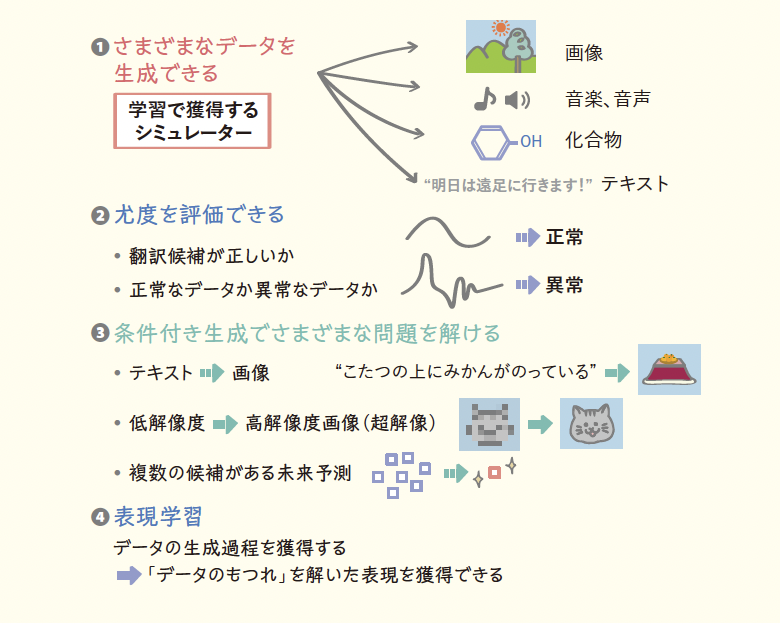 ❶ さまざまなデータを
生成できる
学習で獲得する
シミュレーター
画像
音楽、音声
OH 化合物
“明日は遠足に行きます!” テキスト
❷ 尤度を評価できる
• 翻訳候補が正しいか
正常
• 正常なデータか異常なデータか
異常
❸ 条件付き生成でさまざまな問題を解ける
• テキスト 画像 “こたつの上にみかんがのっている”
• 低解像度 高解像度画像(超解像)
• 複数の候補がある未来予測
❹ 表現学習
データの生成過程を獲得する
「データのもつれ」を解いた表現を獲得できる